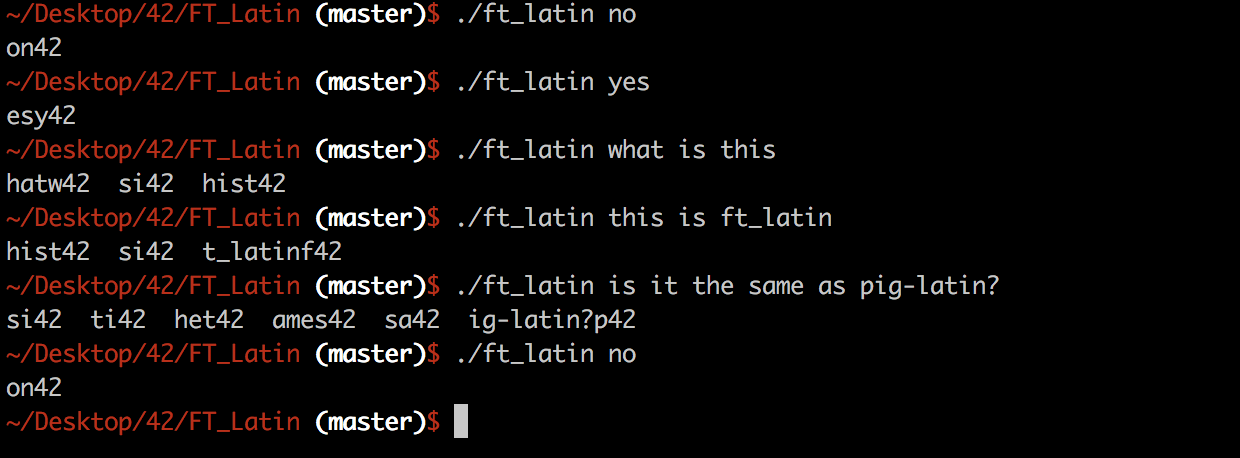 ~/Desktop/42/FT_Latin (master)$ ./ft_latin no
on42
~/Desktop/42/FT_Latin (master)$ ./ft_latin yes
esy42
~/Desktop/42/FT_Latin (master)$ ./ft_latin what is this
hatw42  si42  hist42
~/Desktop/42/FT_Latin (master)$ ./ft_latin this is ft_latin
hist42  si42  t_latinf42
~/Desktop/42/FT_Latin (master)$ ./ft_latin is it the same as pig-latin?
si42  ti42  het42  ames42  sa42  ig-latin?p42
~/Desktop/42/FT_Latin (master)$ ./ft_latin no
on42
~/Desktop/42/FT_Latin (master)$